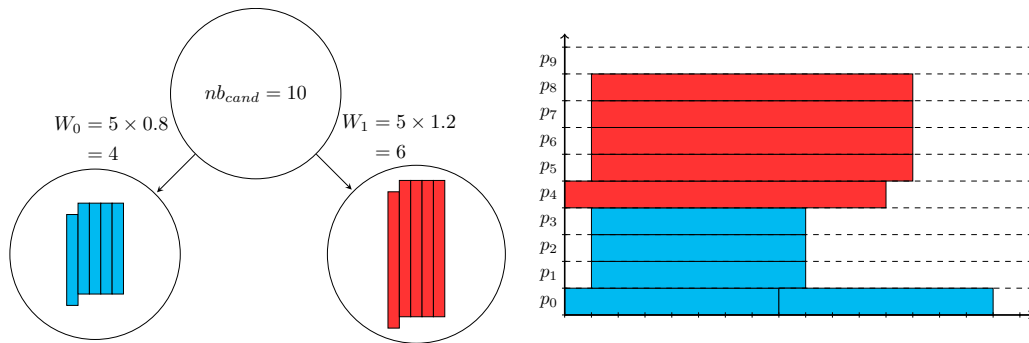 nb_cand = 10
W_0 = 5 × 0.8
= 4
W_1 = 5 × 1.2
= 6
p_9
p_8
p_7
p_6
p_5
p_4
p_3
p_2
p_1
p_0